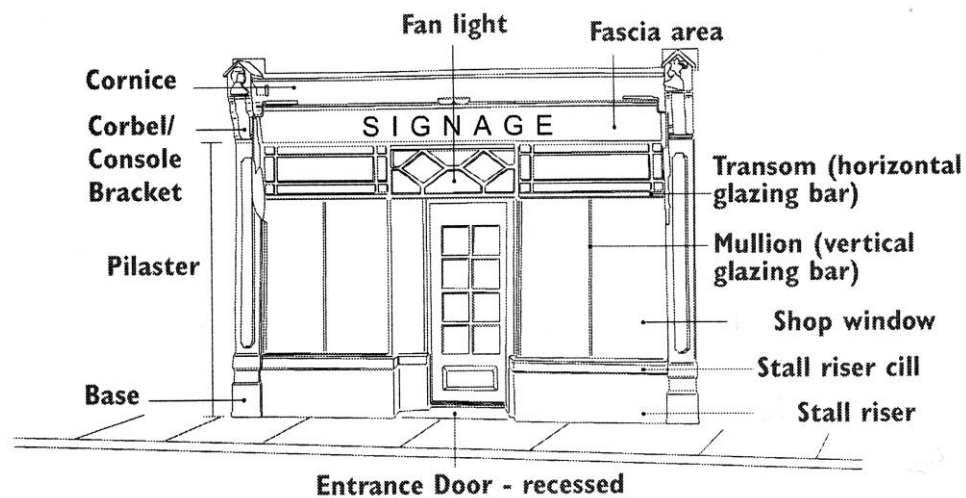 Fan light
Fascia area
Cornice
Corbel/
Console
Bracket
SIGNAGE
Transom (horizontal
glazing bar)
Mullion (vertical
glazing bar)
Pilaster
Shop window
Stall riser cill
Base
Stall riser
Entrance Door - recessed